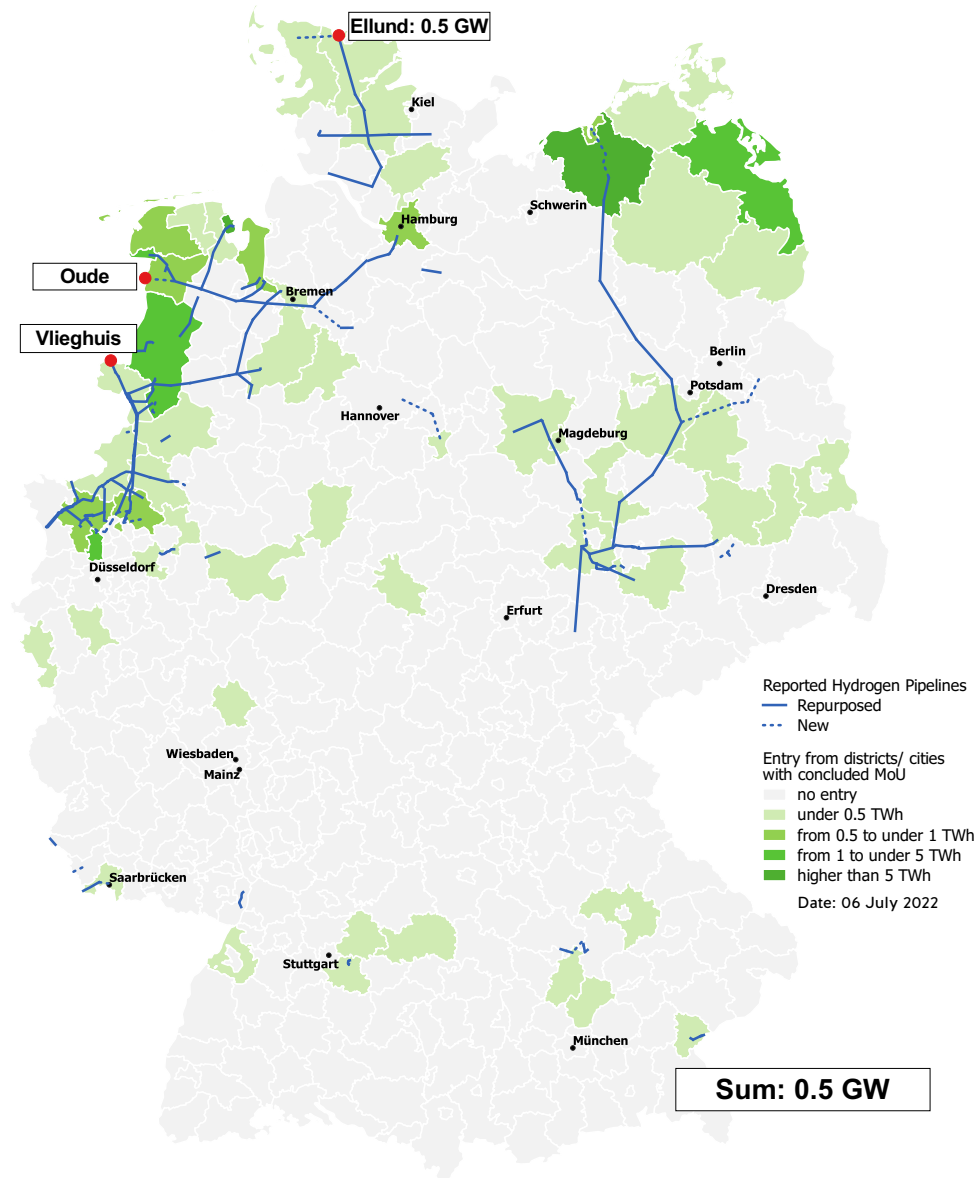 Ellund: 0.5 GW
Kiel
Schwerin
Hamburg
Oude
Bremen
Vlieghuis
Berlin
Potsdam
Hannover
Magdeburg
Düsseldorf
Dresden
Erfurt
Reported Hydrogen Pipelines
Repurposed
New
Wiesbaden
Mainz
Entry from districts/ cities
with concluded MoU
no entry
under 0.5 TWh
from 0.5 to under 1 TWh
from 1 to under 5 TWh
higher than 5 TWh
Date: 06 July 2022
Saarbrücken
Stuttgart
München
Sum: 0.5 GW